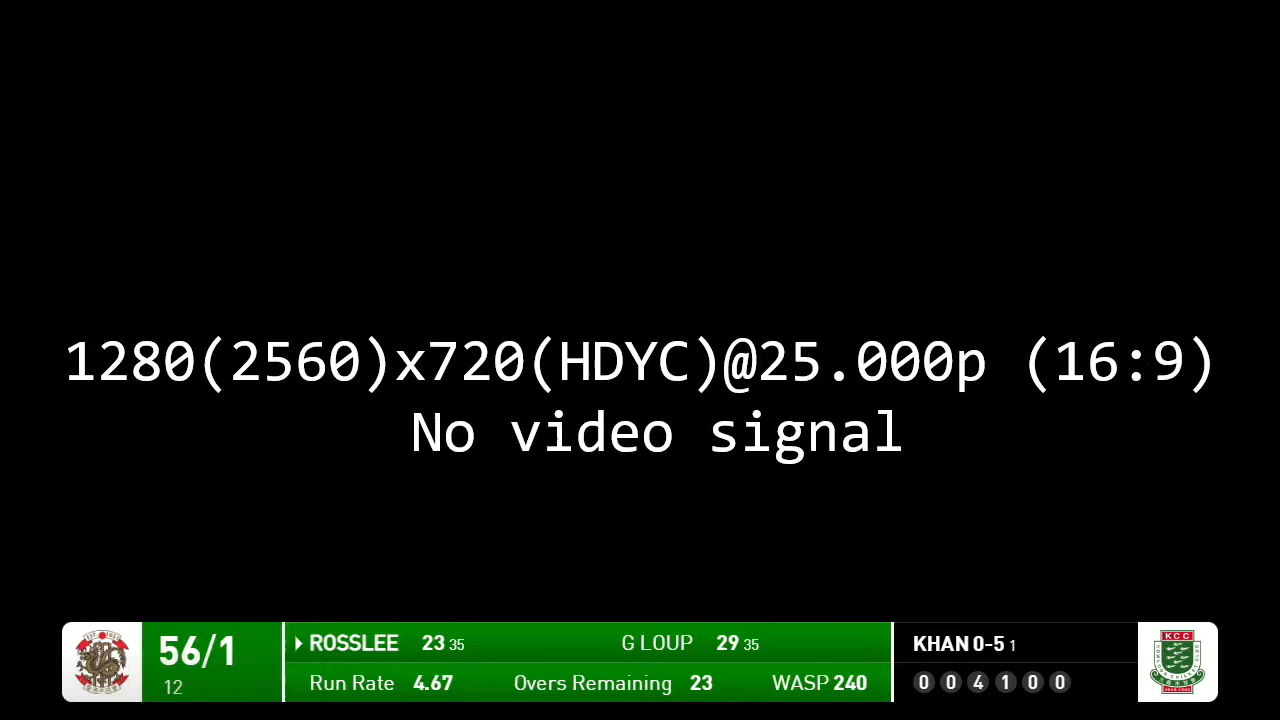 1280(2560)x720(HDYC)@25.000p (16:9)
No video signal
56/1
12
ROSSLEE 23 35
G LOUP 29 35
Run Rate 4.67
Overs Remaining 23
WASP 240
KHAN 0-5 1
0 0 4 1 0 0
KCC
HONG KONG